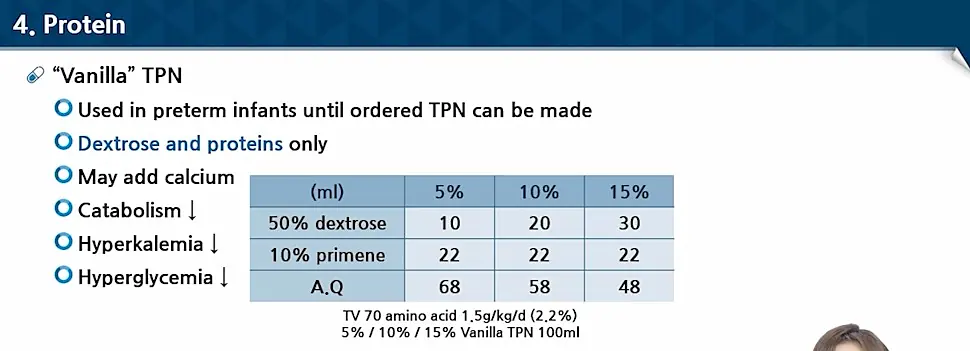 4. Protein
“Vanilla” TPN
Used in preterm infants until ordered TPN can be made
Dextrose and proteins only
May add calcium
Catabolism ↓
Hyperkalemia ↓
Hyperglycemia ↓
(ml) 5% 10% 15%
50% dextrose 10 20 30
10% primene 22 22 22
A.Q 68 58 48
TV 70 amino acid 1.5g/kg/d (2.2%)
5% / 10% / 15% Vanilla TPN 100ml